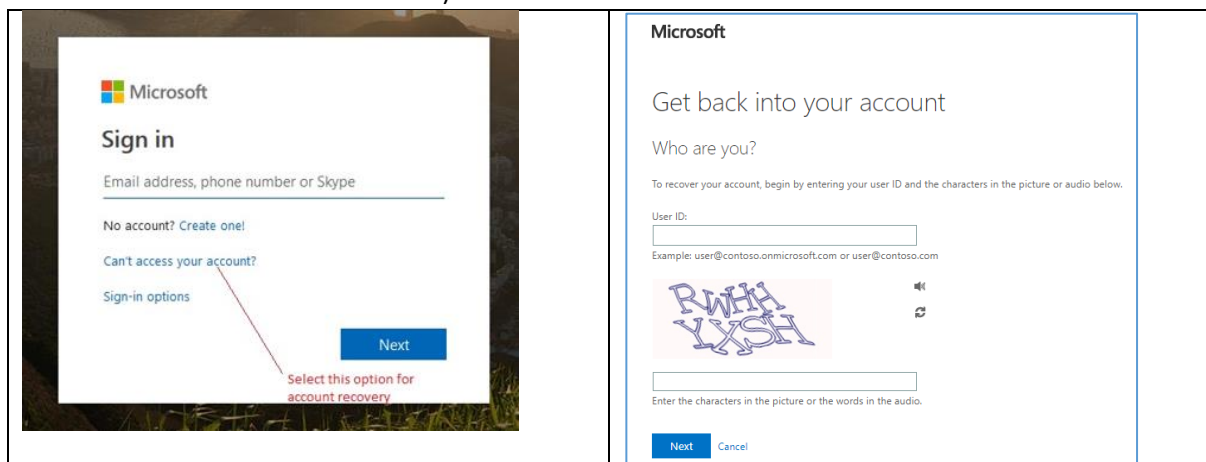 Microsoft
Sign in
Email address, phone number or Skype
No account? Create one!
Can't access your account?
Sign-in options
Next
Select this option for
account recovery
Microsoft
Get back into your account
Who are you?
To recover your account, begin by entering your user ID and the characters in the picture or audio below.
User ID:
Example: user@contoso.onmicrosoft.com or user@contoso.com
RWHH
YXSH
Enter the characters in the picture or the words in the audio.
Next Cancel